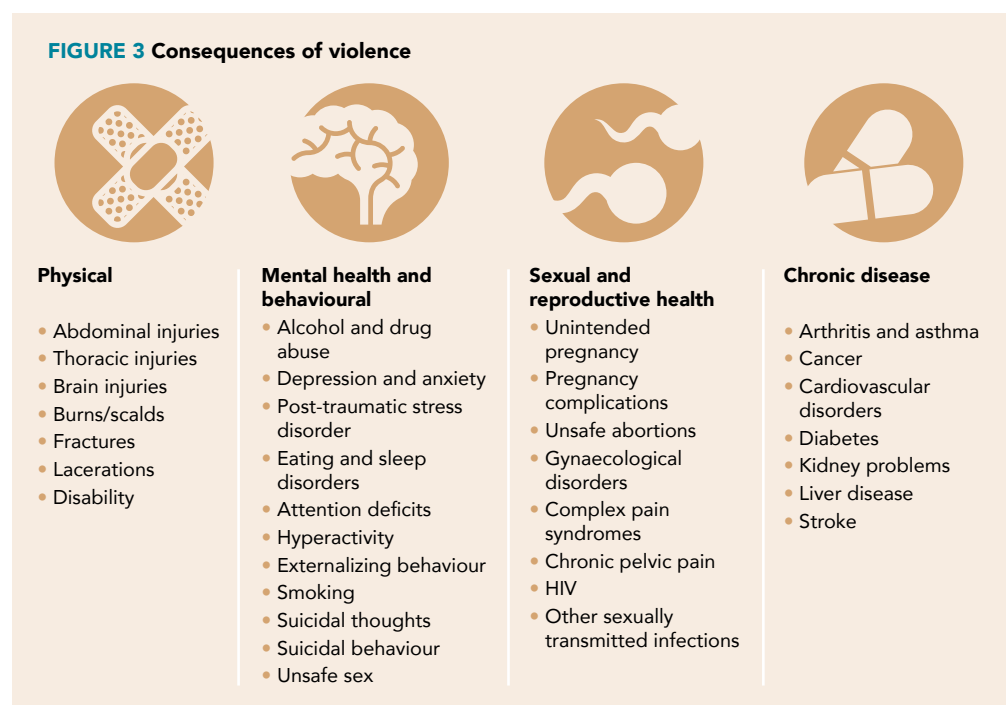 FIGURE 3 Consequences of violence
Physical
• Abdominal injuries
• Thoracic injuries
• Brain injuries
• Burns/scalds
• Fractures
• Lacerations
• Disability
Mental health and
behavioural
• Alcohol and drug
abuse
• Depression and anxiety
• Post-traumatic stress
disorder
• Eating and sleep
disorders
• Attention deficits
• Hyperactivity
• Externalizing behaviour
• Smoking
• Suicidal thoughts
• Suicidal behaviour
• Unsafe sex
Sexual and
reproductive health
• Unintended
pregnancy
• Pregnancy
complications
• Unsafe abortions
• Gynaecological
disorders
• Complex pain
syndromes
• Chronic pelvic pain
• HIV
• Other sexually
transmitted infections
Chronic disease
• Arthritis and asthma
• Cancer
• Cardiovascular
disorders
• Diabetes
• Kidney problems
• Liver disease
• Stroke